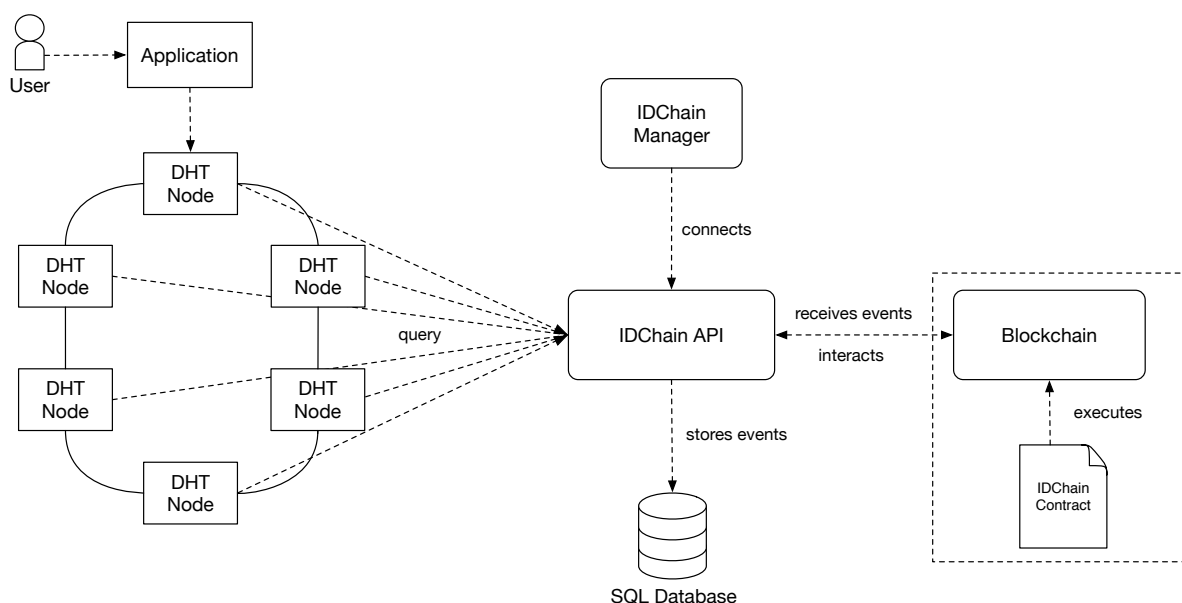 User
Application
IDChain
Manager
DHT
Node
connects
DHT
Node
DHT
Node
query
IDChain API
receives events
interacts
Blockchain
DHT
Node
DHT
Node
stores events
executes
DHT
Node
IDChain
Contract
SQL Database